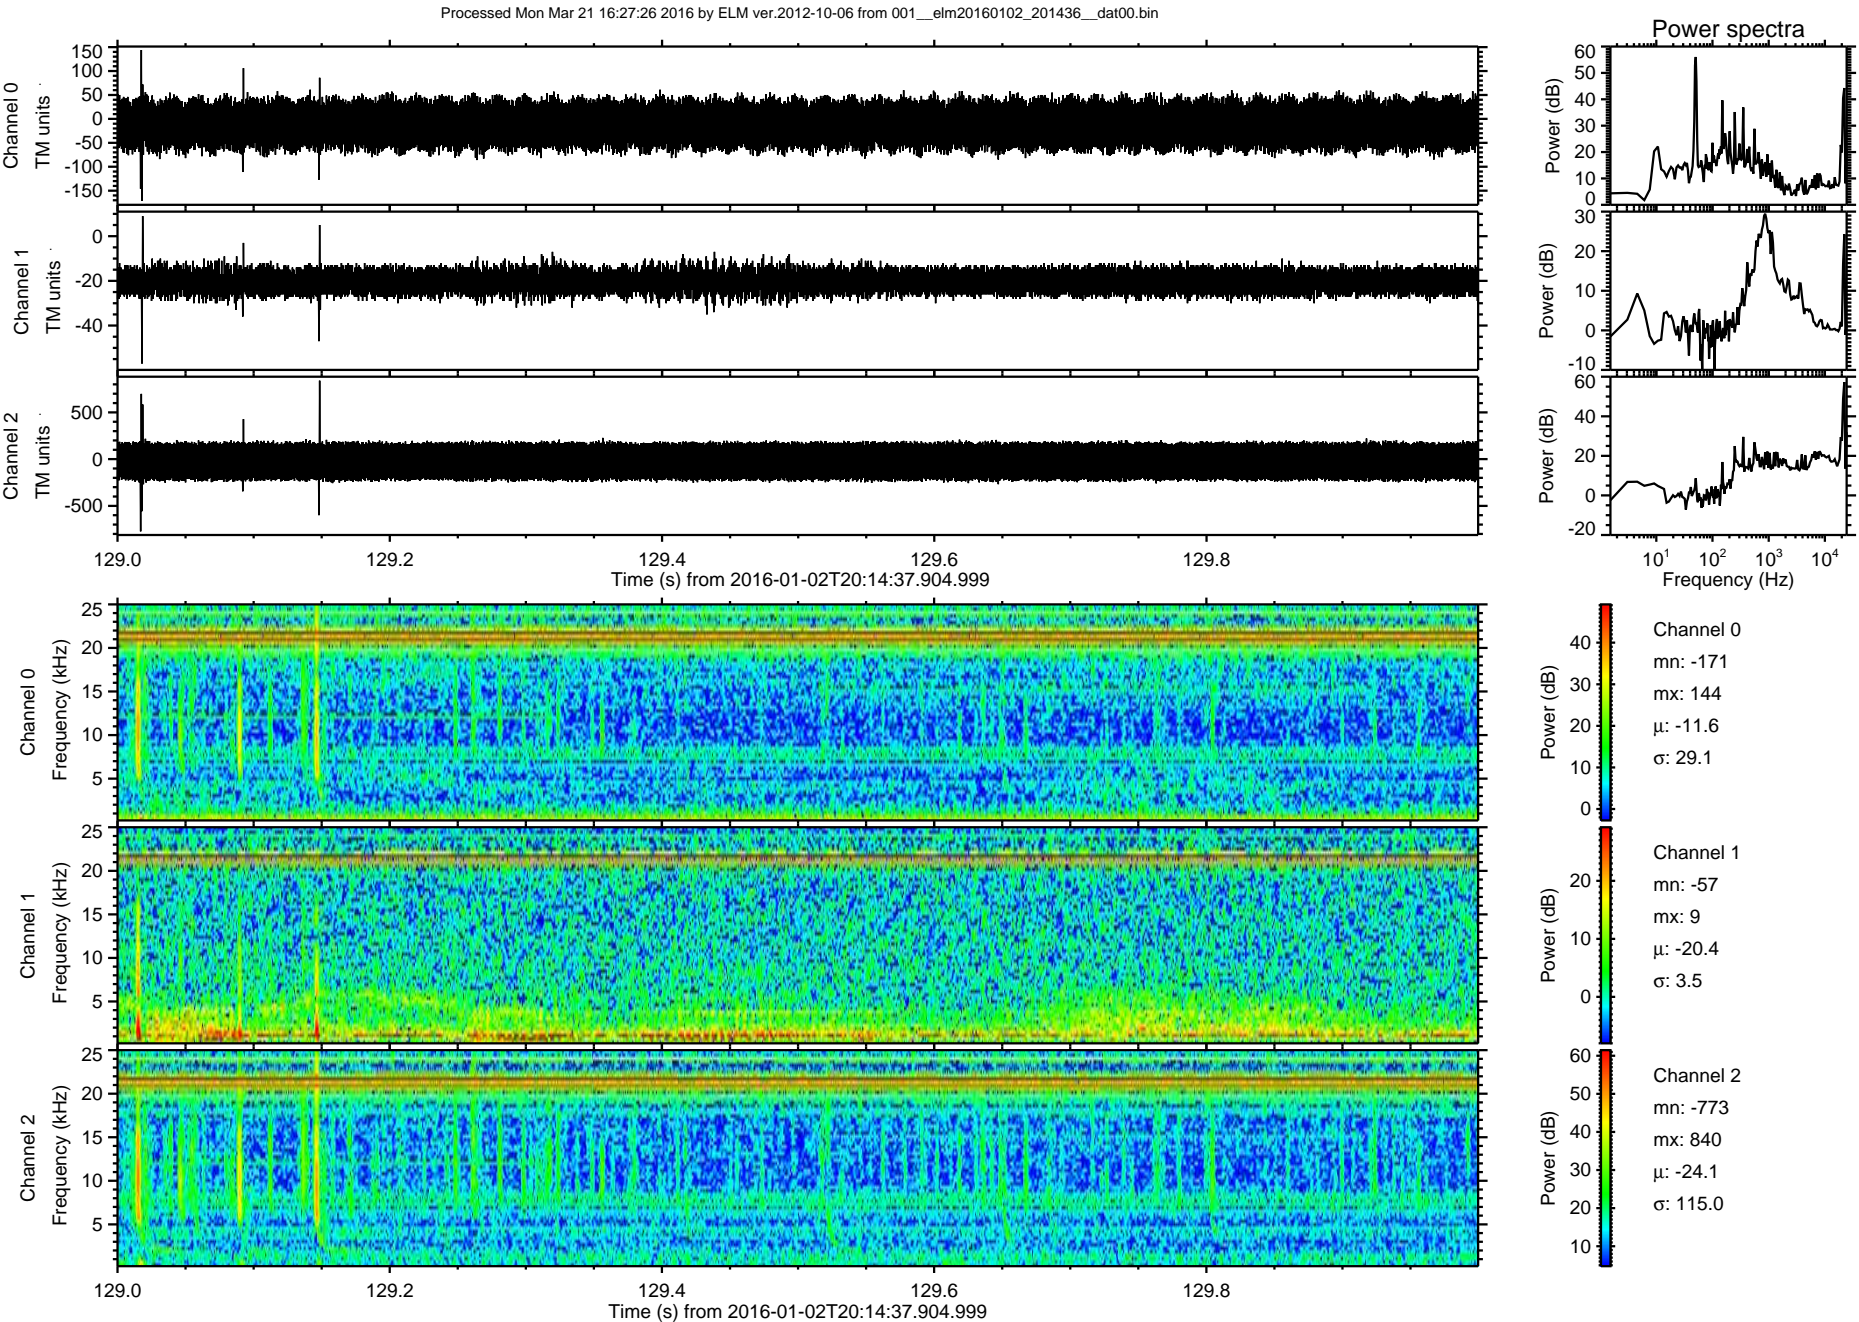 Processed Mon Mar 21 16:27:26 2016 by ELM ver.2012-10-06 from 001__elm20160102_201436__dat00.bin
Power spectra
Channel 0
TM units
150
100
50
0
-50
-100
-150
Power (dB)
60
50
40
30
20
10
0
Channel 1
TM units
0
-20
-40
Power (dB)
30
20
10
0
-10
Channel 2
TM units
500
0
-500
Power (dB)
60
40
20
0
-20
129.0 129.2 129.4 129.6 129.8
Time (s) from 2016-01-02T20:14:37.904.999
10^1 10^2 10^3 10^4
Frequency (Hz)
Channel 0
Frequency (kHz)
25
20
15
10
5
Power (dB)
40
30
20
10
0
Channel 0
mn: -171
mx: 144
μ: -11.6
σ: 29.1
Channel 1
Frequency (kHz)
25
20
15
10
5
Power (dB)
20
10
0
Channel 1
mn: -57
mx: 9
μ: -20.4
σ: 3.5
Channel 2
Frequency (kHz)
25
20
15
10
5
Power (dB)
60
50
40
30
20
10
Channel 2
mn: -773
mx: 840
μ: -24.1
σ: 115.0
129.0 129.2 129.4 129.6 129.8
Time (s) from 2016-01-02T20:14:37.904.999